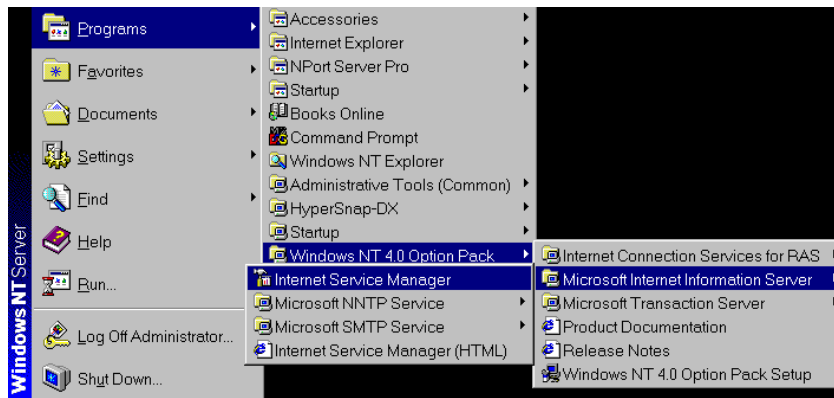 Windows NT Server
Programs
Favorites
Documents
Settings
Find
Help
Run...
Log Off Administrator...
Shut Down...
Accessories
Internet Explorer
NPort Server Pro
Startup
Books Online
Command Prompt
Windows NT Explorer
Administrative Tools (Common)
HyperSnap-DX
Startup
Windows NT 4.0 Option Pack
Internet Connection Services for RAS
Microsoft Internet Information Server
Microsoft Transaction Server
Product Documentation
Release Notes
Windows NT 4.0 Option Pack Setup
Internet Service Manager
Microsoft NNTP Service
Microsoft SMTP Service
Internet Service Manager (HTML)